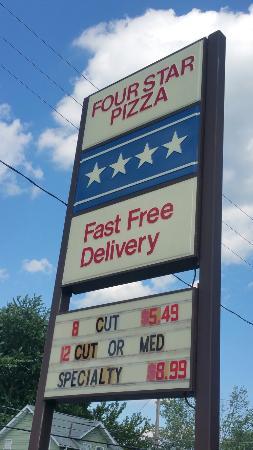 FOUR STAR
PIZZA
Fast Free
Delivery
8 CUT $5.49
12 CUT OR MED
SPECIALTY $8.99